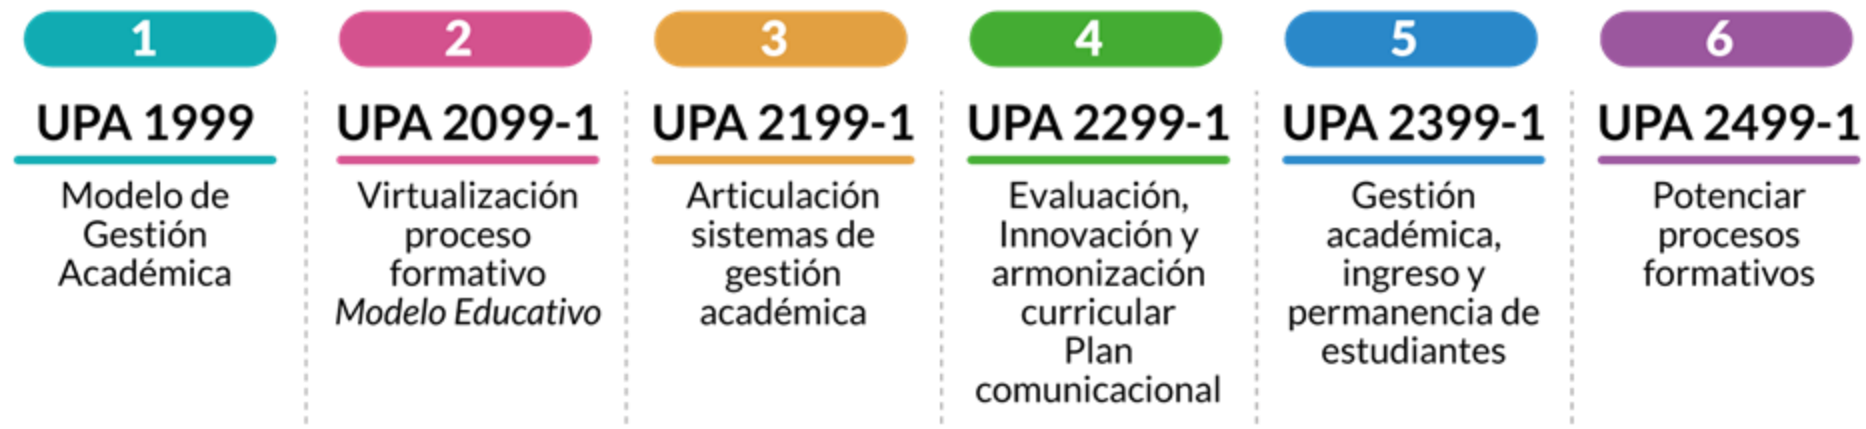 1
UPA 1999
Modelo de
Gestión
Académica
2
UPA 2099-1
Virtualización
proceso
formativo
Modelo Educativo
3
UPA 2199-1
Articulación
sistemas de
gestión
académica
4
UPA 2299-1
Evaluación,
Innovación y
armonización
curricular
Plan
comunicacional
5
UPA 2399-1
Gestión
académica,
ingreso y
permanencia de
estudiantes
6
UPA 2499-1
Potenciar
procesos
formativos